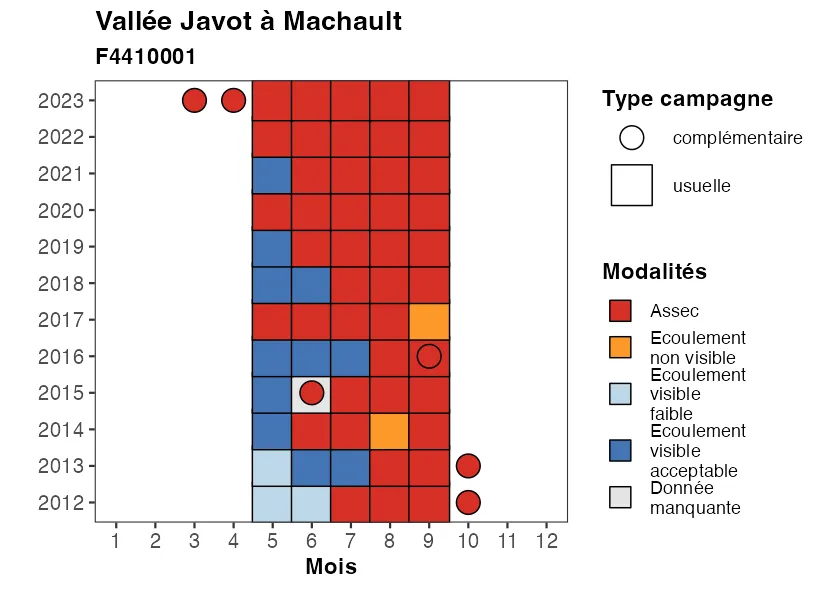 Vallée Javot à Machault
F4410001
2023
2022
2021
2020
2019
2018
2017
2016
2015
2014
2013
2012
1 2 3 4 5 6 7 8 9 10 11 12
Mois
Type campagne
complémentaire
usuelle
Modalités
Assec
Ecoulement
non visible
Ecoulement
visible
faible
Ecoulement
visible
acceptable
Donnée
manquante